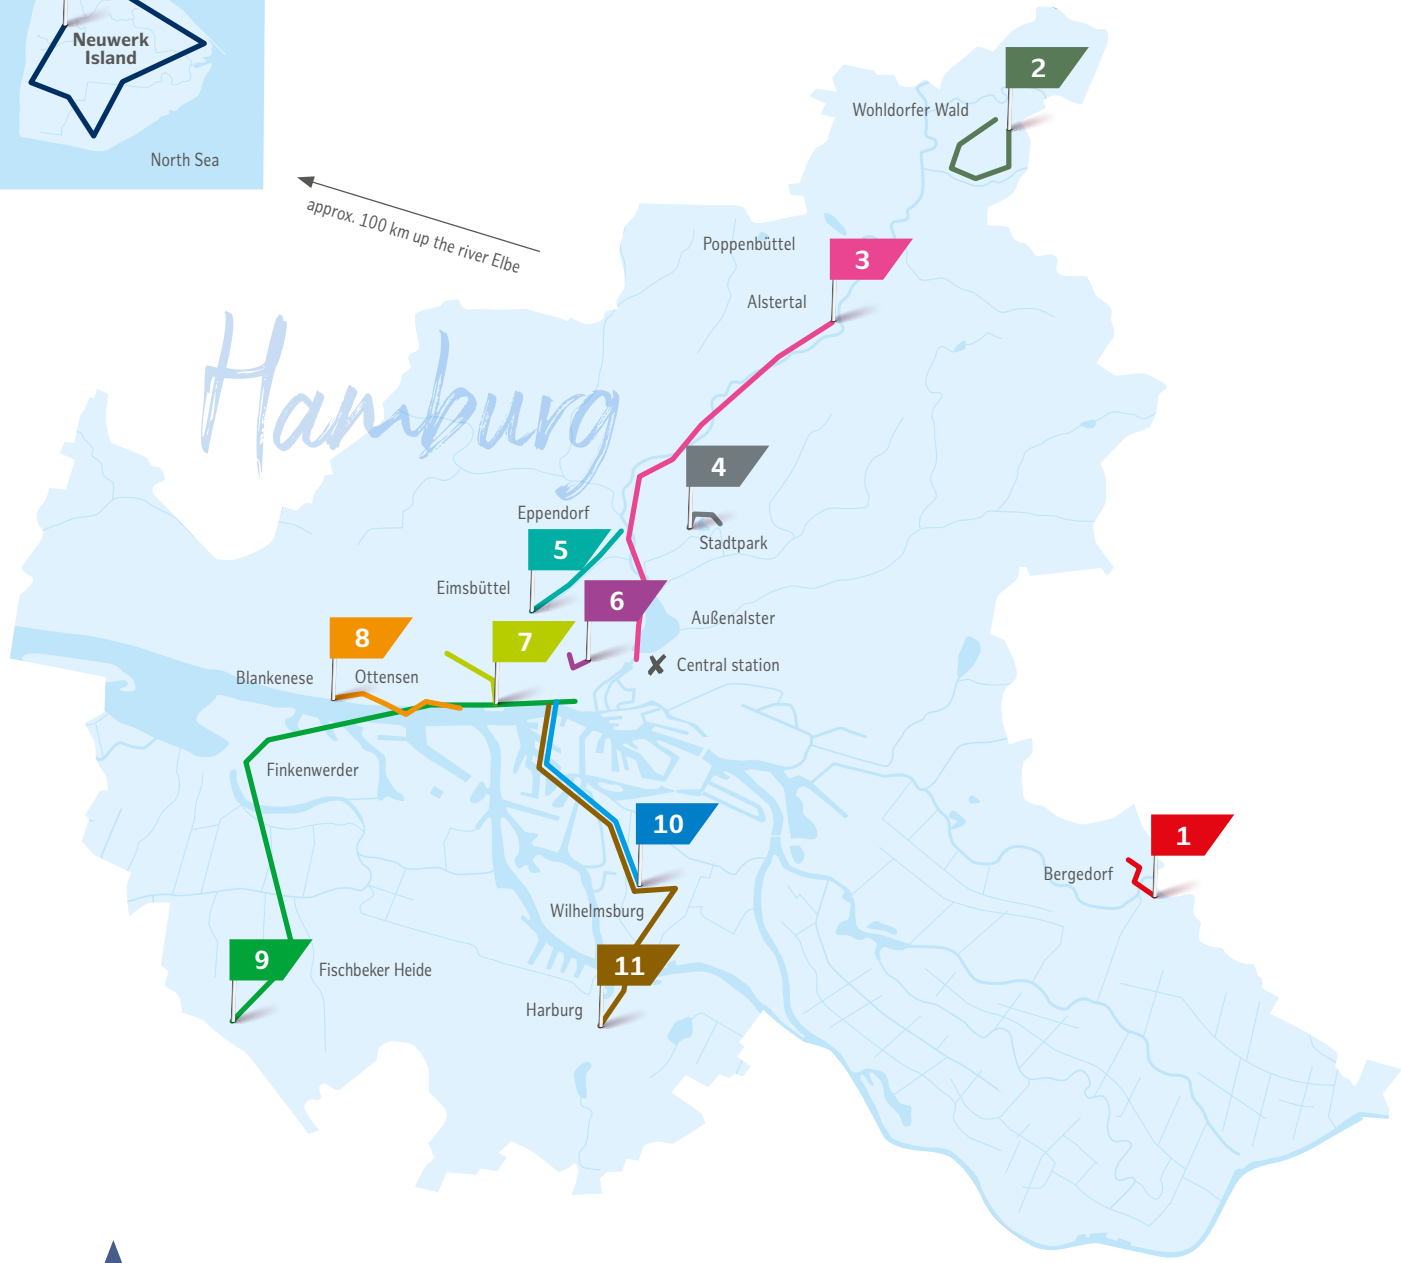 Neuwerk
Island
North Sea
approx. 100 km up the river Elbe
Hamburg
2
Wohldorfer Wald
Poppenbüttel
3
Alstertal
4
Stadtpark
Eppendorf
5
Eimsbüttel
6
Außenalster
7
8
Central station
Blankenese
Ottensen
Finkenwerder
10
1
Bergedorf
Wilhelmsburg
9
Fischbeker Heide
11
Harburg